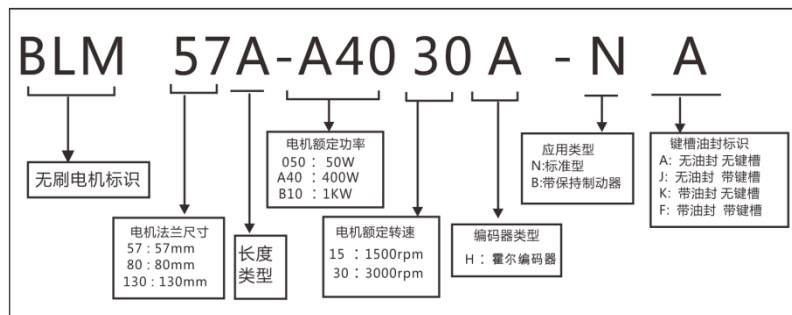 BLM 57A-A40 30 A - N A
无刷电机标识
电机法兰尺寸
57 : 57mm
80 : 80mm
130 : 130mm
长度
类型
电机额定功率
050 : 50W
A40 : 400W
B10 : 1KW
电机额定转速
15 : 1500rpm
30 : 3000rpm
编码器类型
H : 霍尔编码器
应用类型
N:标准型
B:带保持制动器
键槽油封标识
A: 无油封 无键槽
J: 无油封 带键槽
K: 带油封 无键槽
F: 带油封 带键槽